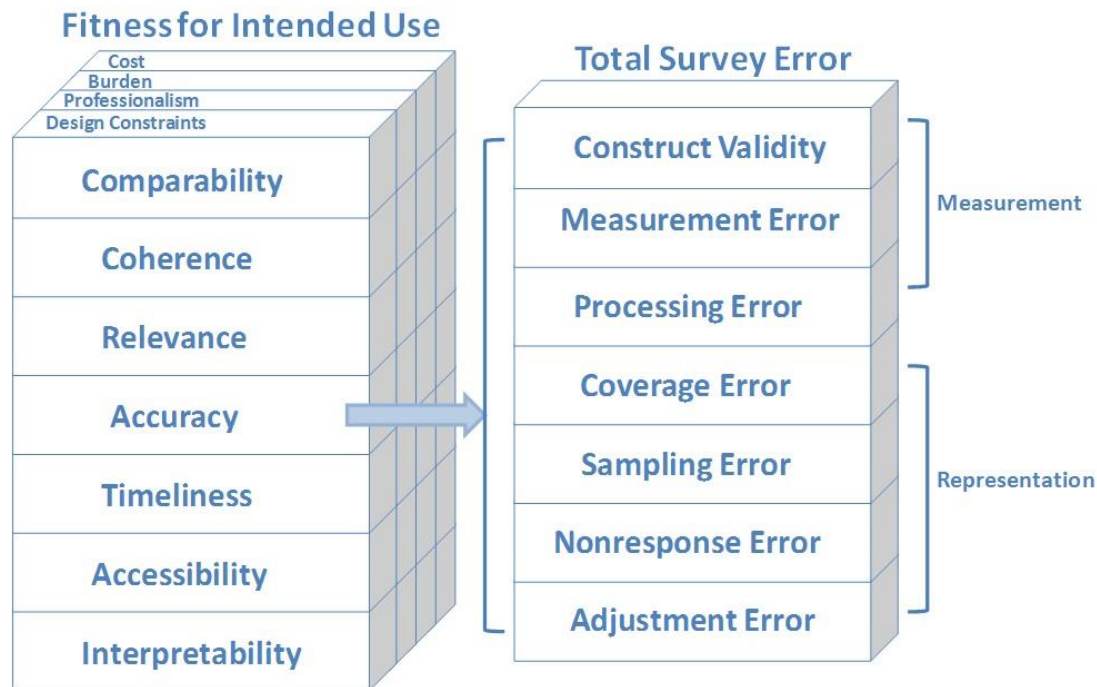 Fitness for Intended Use
Cost
Burden
Professionalism
Design Constraints
Comparability
Coherence
Relevance
Accuracy
Timeliness
Accessibility
Interpretability
Total Survey Error
Construct Validity
Measurement Error
Processing Error
Coverage Error
Sampling Error
Nonresponse Error
Adjustment Error
Measurement
Representation